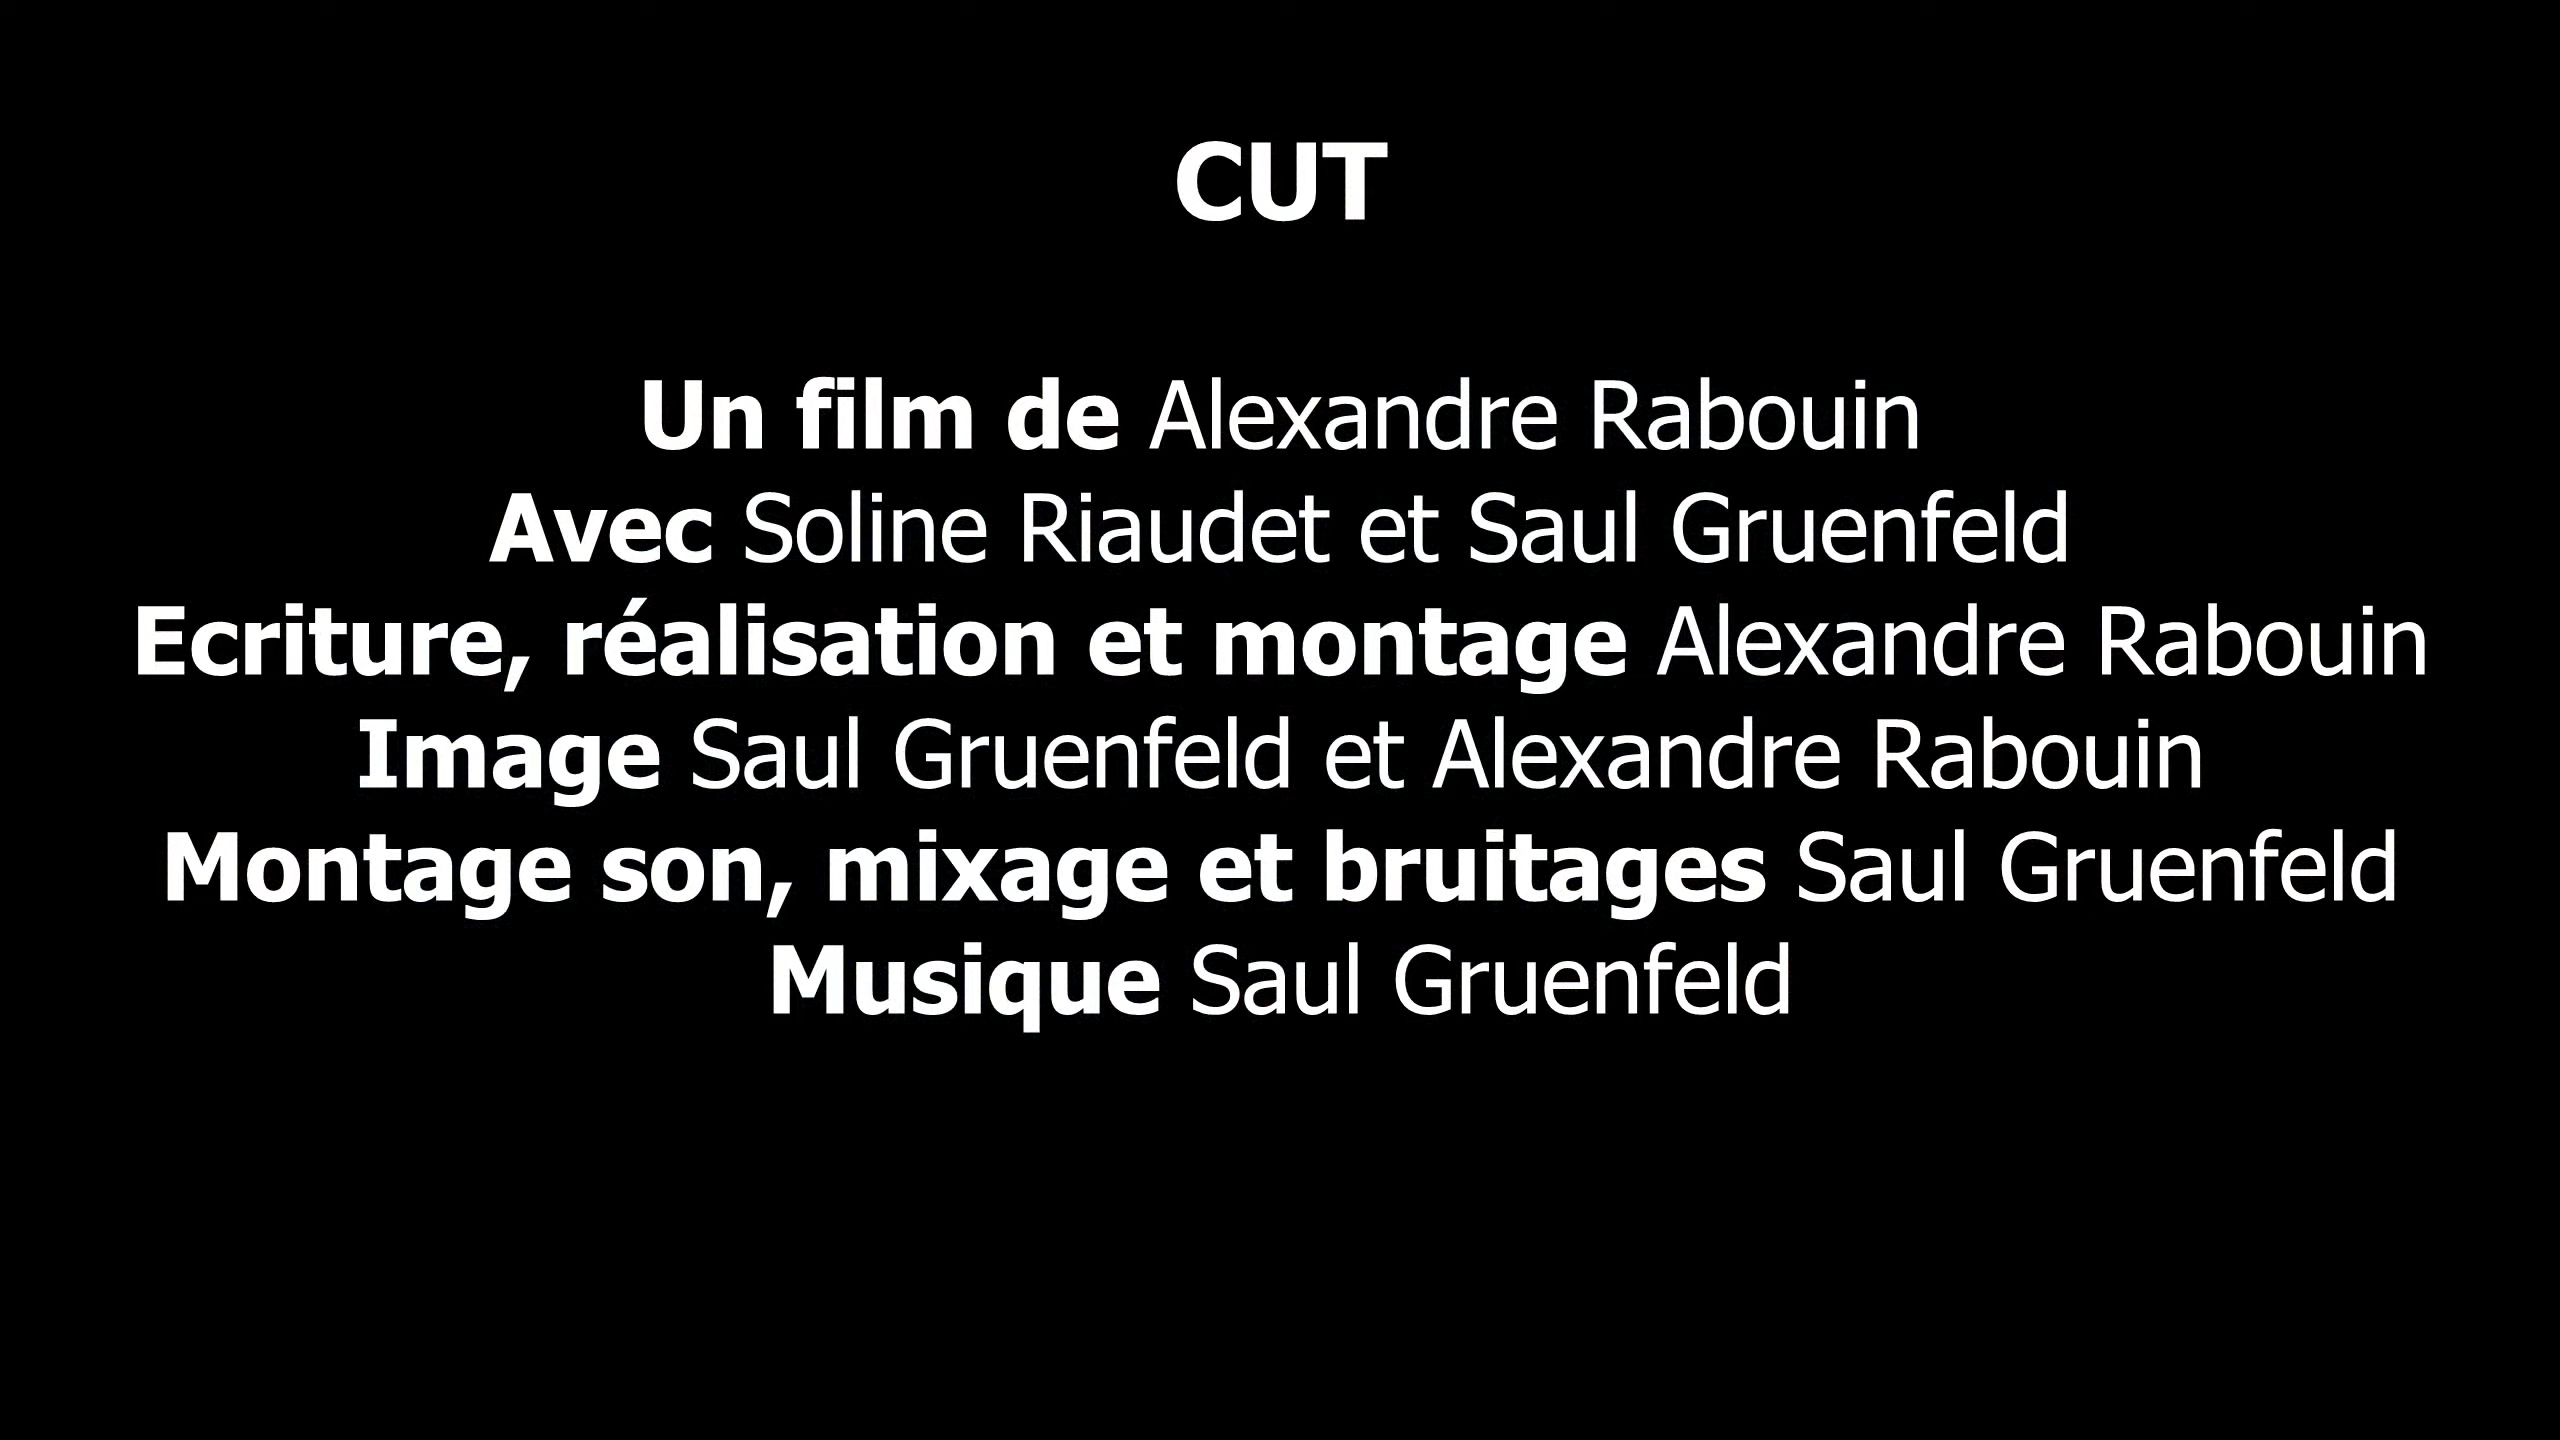 CUT
Un film de Alexandre Rabouin
Avec Soline Riaudet et Saul Gruenfeld
Ecriture, réalisation et montage Alexandre Rabouin
Image Saul Gruenfeld et Alexandre Rabouin
Montage son, mixage et bruitages Saul Gruenfeld
Musique Saul Gruenfeld